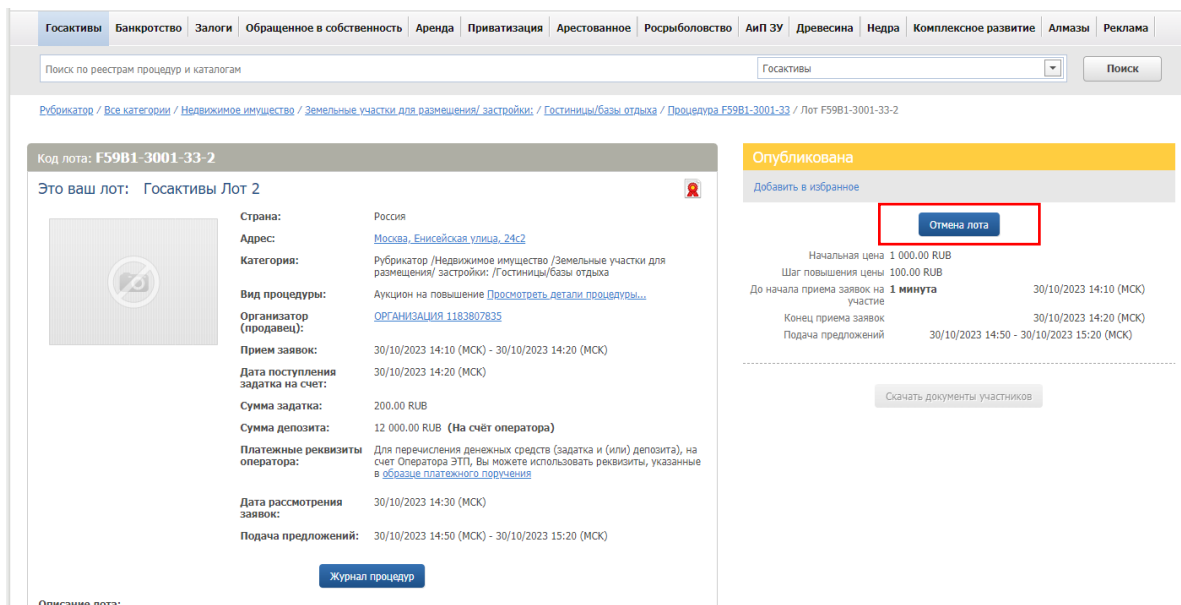 Госактивы Банкротство Залоги Обращенное в собственность Аренда Приватизация Арестованное Росрыболовство АиП ЗУ Древесина Недра Комплексное развитие Алмазы Реклама
Поиск по реестрам процедур и каталогам Госактивы Поиск
Рубрикатор / Все категории / Недвижимое имущество / Земельные участки для размещения/ застройки: / Гостиницы/базы отдыха / Процедура F59B1-3001-33 / Лот F59B1-3001-33-2
Код лота: F59B1-3001-33-2
Это ваш лот: Госактивы Лот 2
Страна: Россия
Адрес: Москва, Енисейская улица, 24с2
Категория: Рубрикатор /Недвижимое имущество /Земельные участки для
размещения/ застройки: /Гостиницы/базы отдыха
Вид процедуры: Аукцион на повышение Просмотреть детали процедуры...
Организатор ОРГАНИЗАЦИЯ 1183807835
(продавец):
Прием заявок: 30/10/2023 14:10 (МСК) - 30/10/2023 14:20 (МСК)
Дата поступления 30/10/2023 14:20 (МСК)
задатка на счет:
Сумма задатка: 200.00 RUB
Сумма депозита: 12 000.00 RUB (На счёт оператора)
Платежные реквизиты Для перечисления денежных средств (задатка и (или) депозита), на
оператора: счет Оператора ЭТП, Вы можете использовать реквизиты, указанные
в образце платежного поручения
Дата рассмотрения 30/10/2023 14:30 (МСК)
заявок:
Подача предложений: 30/10/2023 14:50 (МСК) - 30/10/2023 15:20 (МСК)
Журнал процедур
Описание лота:
Опубликована
Добавить в избранное
Отмена лота
Начальная цена 1 000.00 RUB
Шаг повышения цены 100.00 RUB
До начала приема заявок на 1 минута 30/10/2023 14:10 (МСК)
участие
Конец приема заявок 30/10/2023 14:20 (МСК)
Подача предложений 30/10/2023 14:50 - 30/10/2023 15:20 (МСК)
Скачать документы участников